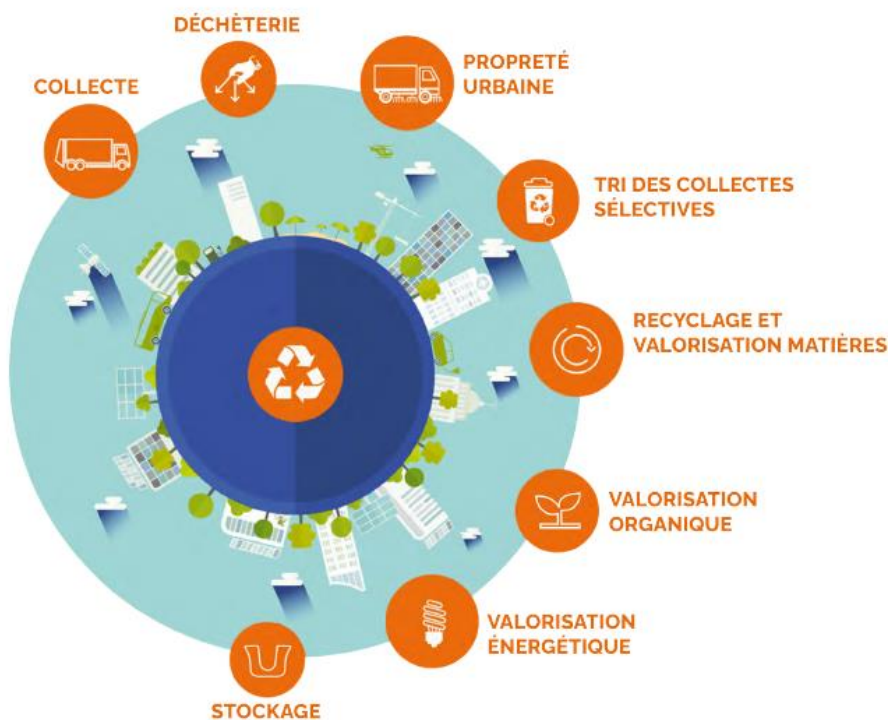 DÉCHÈTERIE
COLLECTE
PROPRETÉ
URBAINE
TRI DES COLLECTES
SÉLECTIVES
RECYCLAGE ET
VALORISATION MATIÈRES
VALORISATION
ORGANIQUE
VALORISATION
ÉNERGÉTIQUE
STOCKAGE